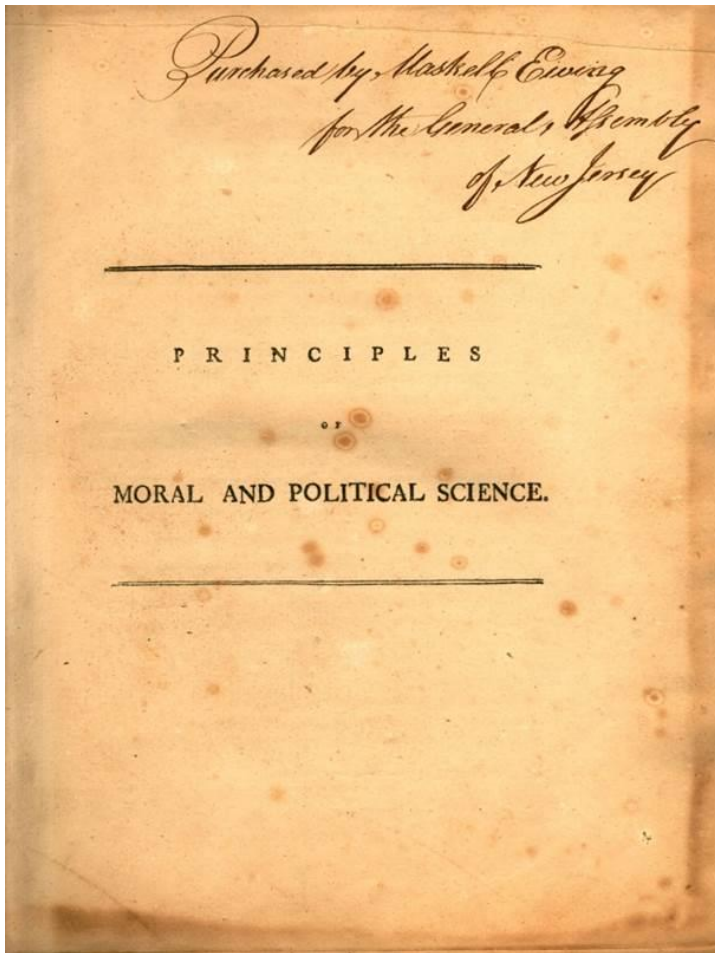 Purchased by Maskell Ewing
for the General Assembly
of New Jersey
PRINCIPLES
OF
MORAL AND POLITICAL SCIENCE.